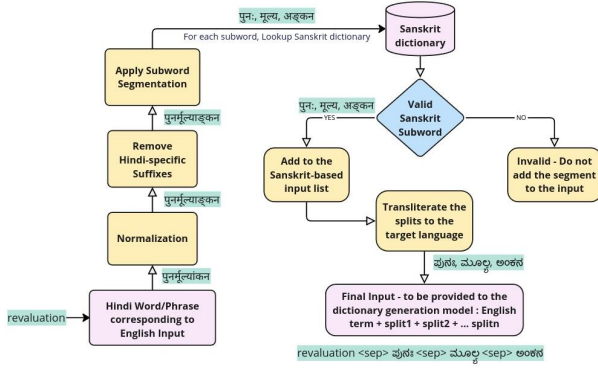 पुनः, मूल्य, अङ्कन
For each subword, Lookup Sanskrit dictionary
Sanskrit
dictionary
Apply Subword
Segmentation
पुनर्मूल्याङ्कन
Remove
Hindi-specific
Suffixes
पुनर्मूल्याङ्कन
Normalization
पुनर्मूल्यांकन
revaluation
Hindi Word/Phrase
corresponding to
English Input
Valid
Sanskrit
Subword
पुनः, मूल्य, अङ्कन
YES
NO
Add to the
Sanskrit-based
input list
Invalid - Do not
add the segment
to the input
Transliterate the
splits to the
target language
ಪುನಃ, ಮೂಲ್ಯ, ಅಂಕನ
Final Input - to be provided to the
dictionary generation model : English
term + split1 + split2 + ... splitn
revaluation <sep> ಪುನಃ <sep> ಮೂಲ್ಯ <sep> ಅಂಕನ